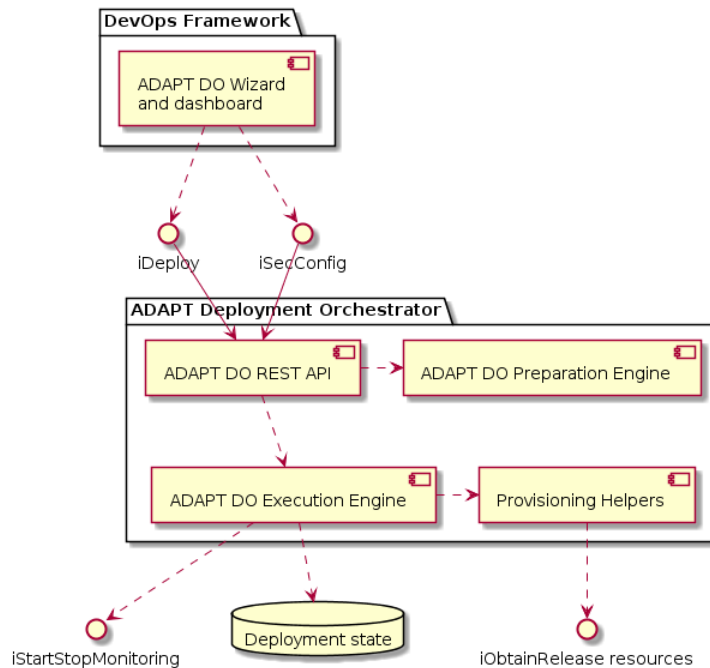 DevOps Framework
ADAPT DO Wizard
and dashboard
iDeploy
iSecConfig
ADAPT Deployment Orchestrator
ADAPT DO REST API
ADAPT DO Preparation Engine
ADAPT DO Execution Engine
Provisioning Helpers
iStartStopMonitoring
Deployment state
iObtainRelease resources